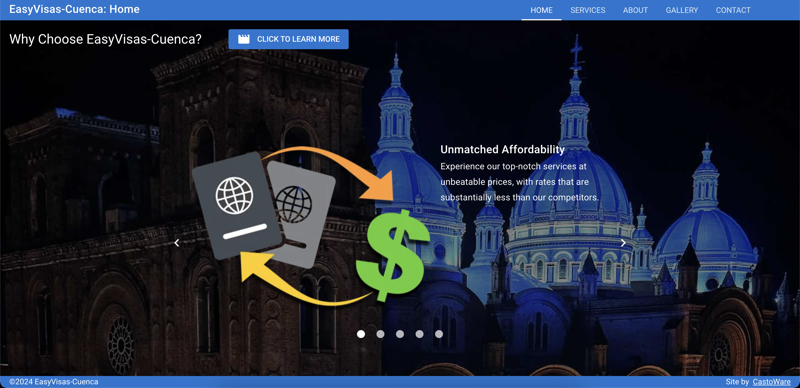 EasyVisas-Cuenca: Home
HOME SERVICES ABOUT GALLERY CONTACT
Why Choose EasyVisas-Cuenca?
CLICK TO LEARN MORE
Unmatched Affordability
Experience our top-notch services at
unbeatable prices, with rates that are
substantially less than our competitors.
©2024 EasyVisas-Cuenca
Site by CastoWare